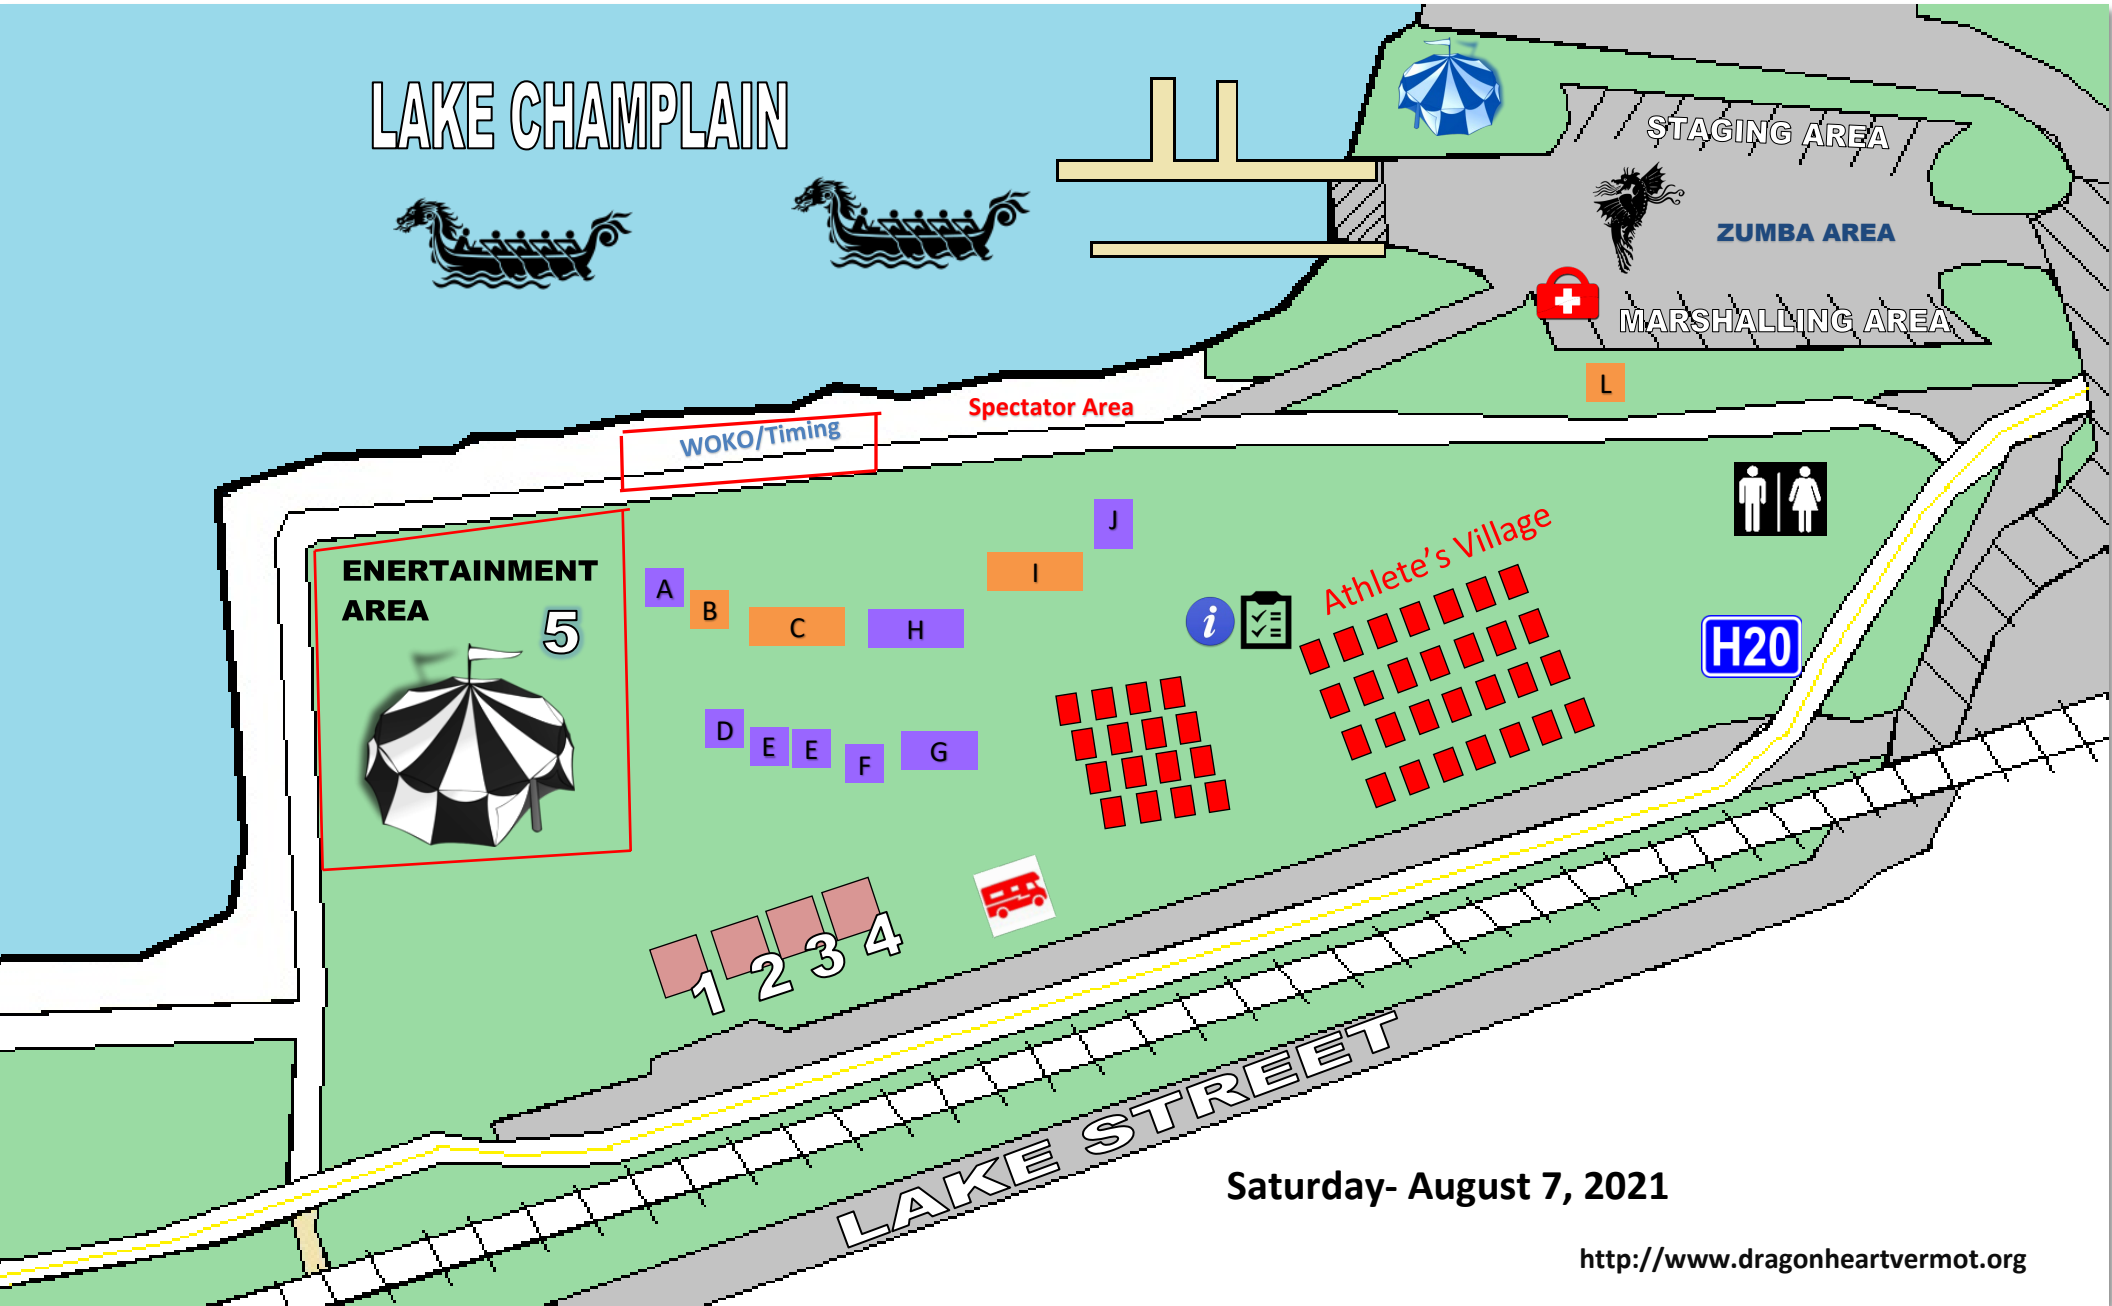 LAKE CHAMPLAIN
STAGING AREA
ZUMBA AREA
MARSHALLING AREA
L
Spectator Area
WOKO/Timing
J
Athlete's Village
ENERTAINMENT
AREA
5
A
B
C
H
I
i
H20
D
E
E
F
G
1
2
3
4
LAKE STREET
Saturday- August 7, 2021
http://www.dragonheartvermot.org